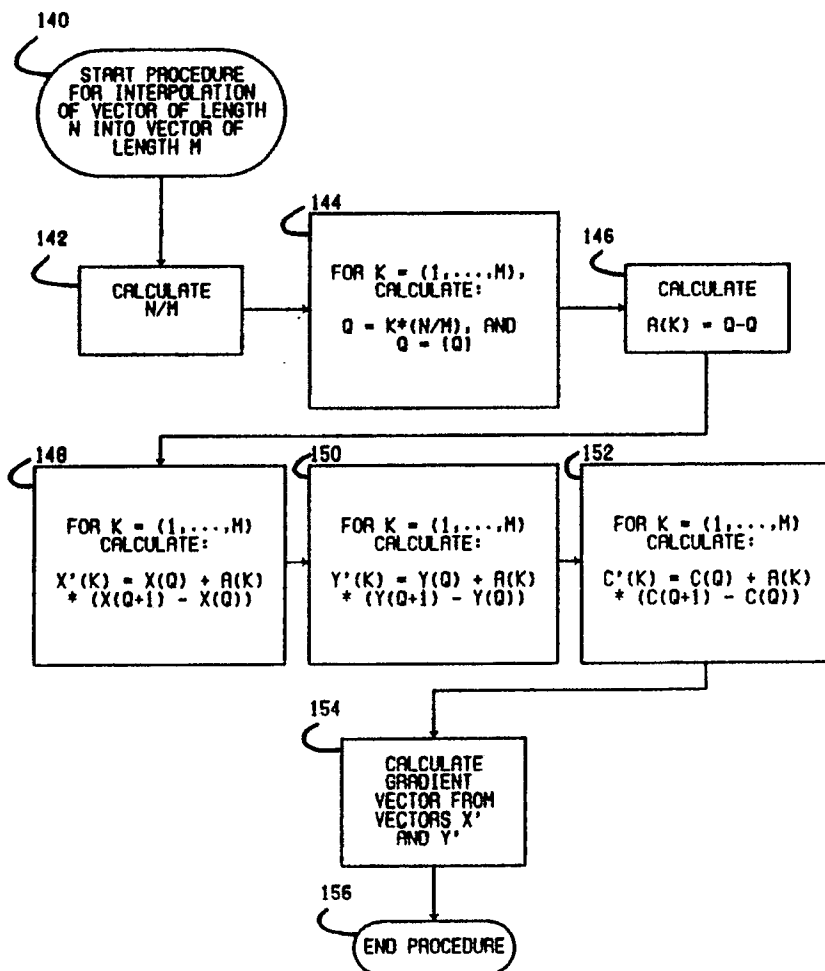 140
START PROCEDURE
FOR INTERPOLATION
OF VECTOR OF LENGTH
N INTO VECTOR OF
LENGTH M
142
CALCULATE
N/M
144
FOR K = (1,...,M),
CALCULATE:
Q = K*(N/M), AND
Q = [Q]
146
CALCULATE
A(K) = Q-Q
148
FOR K = (1,...,M)
CALCULATE:
X'(K) = X(Q) + A(K)
* (X(Q+1) - X(Q))
150
FOR K = (1,...,M)
CALCULATE:
Y'(K) = Y(Q) + A(K)
* (Y(Q+1) - Y(Q))
152
FOR K = (1,...,M)
CALCULATE:
C'(K) = C(Q) + A(K)
* (C(Q+1) - C(Q))
154
CALCULATE
GRADIENT
VECTOR FROM
VECTORS X'
AND Y'
156
END PROCEDURE